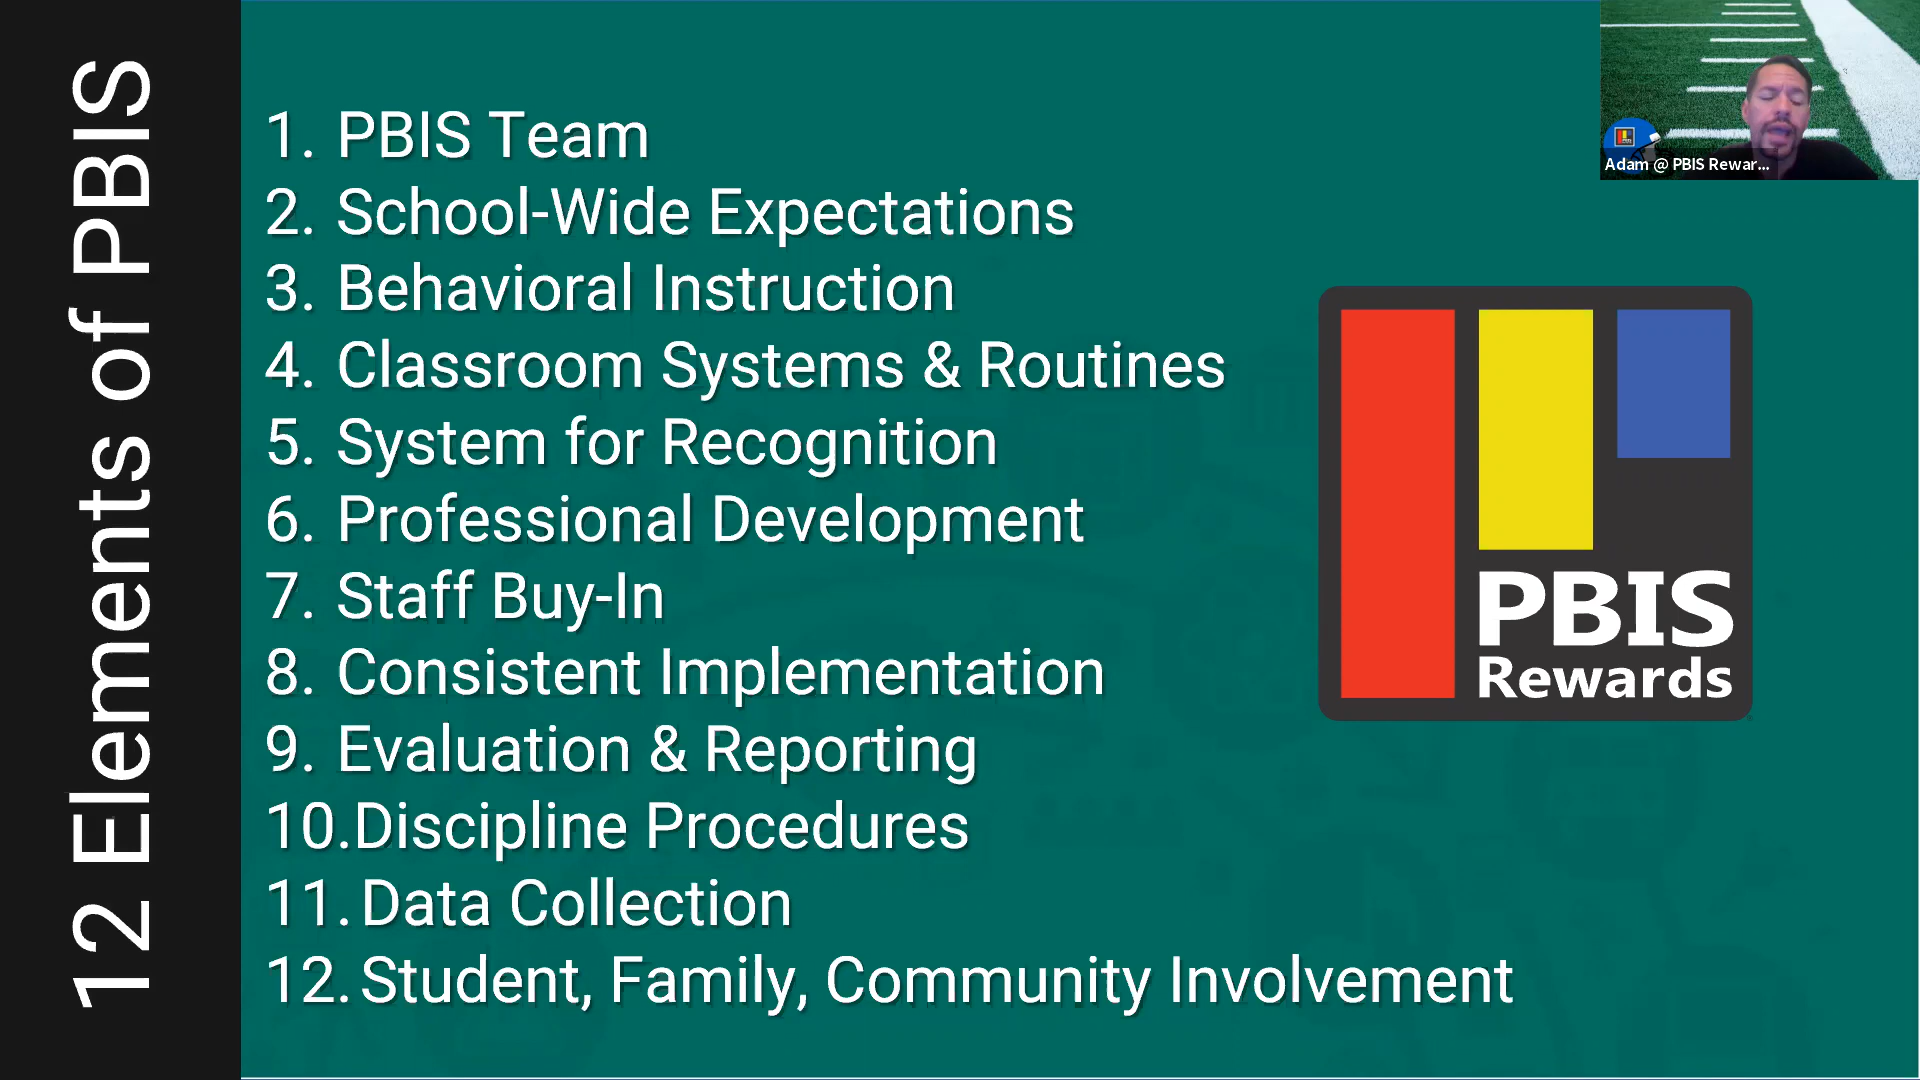 12 Elements of PBIS
1. PBIS Team
2. School-Wide Expectations
3. Behavioral Instruction
4. Classroom Systems & Routines
5. System for Recognition
6. Professional Development
7. Staff Buy-In
8. Consistent Implementation
9. Evaluation & Reporting
10. Discipline Procedures
11. Data Collection
12. Student, Family, Community Involvement
PBIS
Rewards
Adam @ PBIS Rewar...